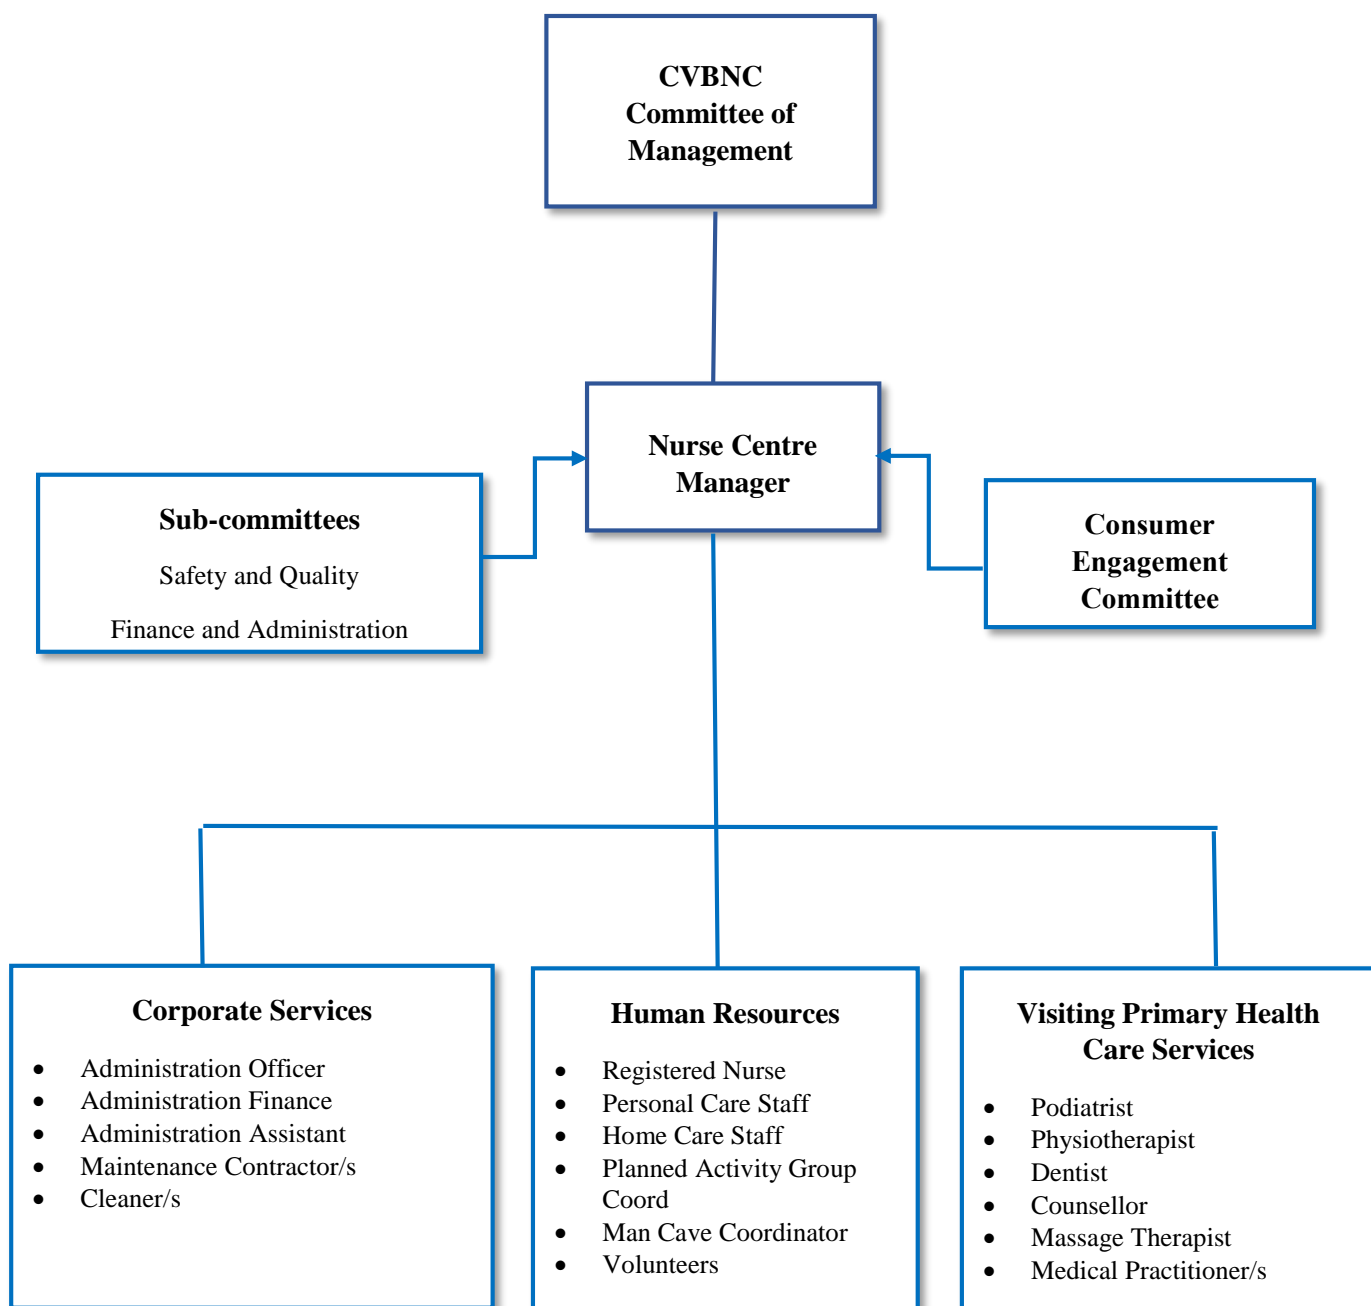 CVBNC
Committee of
Management
Nurse Centre
Manager
Sub-committees
Safety and Quality
Finance and Administration
Consumer
Engagement
Committee
Corporate Services
• Administration Officer
• Administration Finance
• Administration Assistant
• Maintenance Contractor/s
• Cleaner/s
Human Resources
• Registered Nurse
• Personal Care Staff
• Home Care Staff
• Planned Activity Group
Coord
• Man Cave Coordinator
• Volunteers
Visiting Primary Health
Care Services
• Podiatrist
• Physiotherapist
• Dentist
• Counsellor
• Massage Therapist
• Medical Practitioner/s